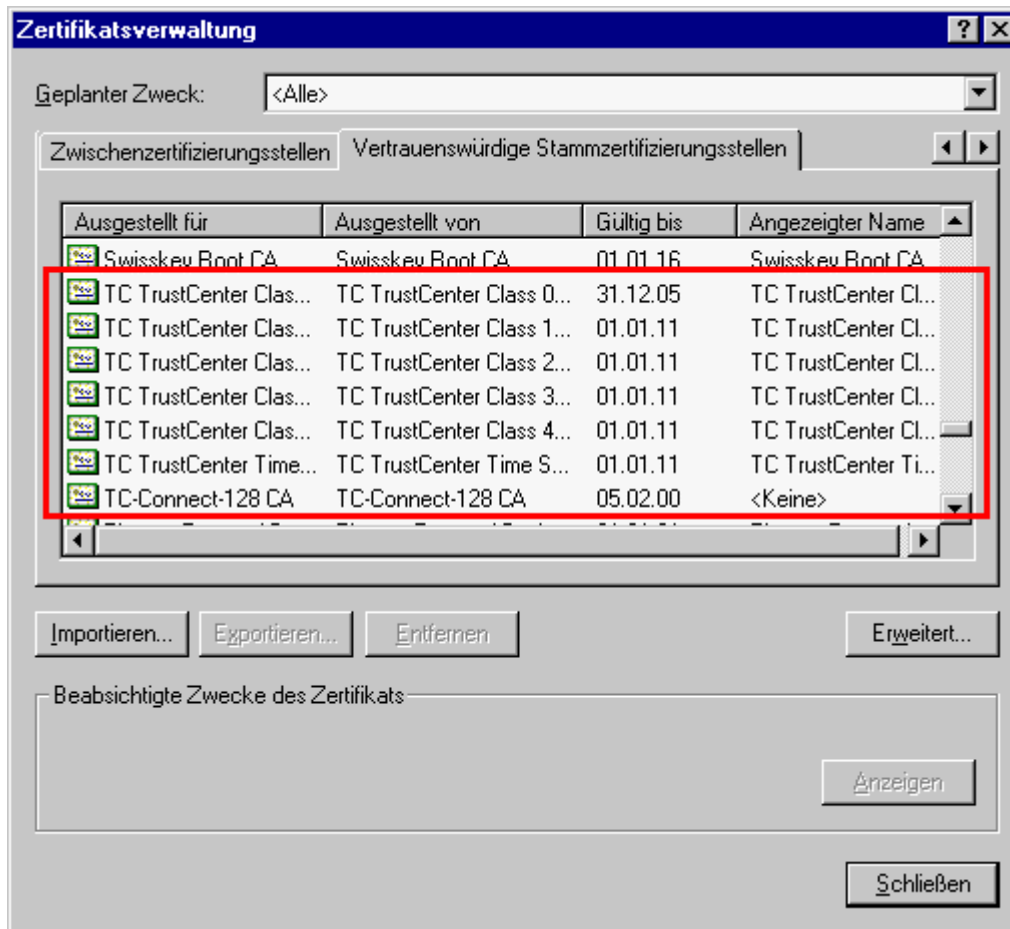 Zertifikatsverwaltung
Geplanter Zweck: <Alle>
Zwischenzertifizierungsstellen Vertrauenswürdige Stammzertifizierungsstellen
Ausgestellt für Ausgestellt von Gültig bis Angezeigter Name
Swisskey Root CA Swisskey Root CA 01.01.16 Swisskey Root CA
TC TrustCenter Clas... TC TrustCenter Class 0... 31.12.05 TC TrustCenter Cl...
TC TrustCenter Clas... TC TrustCenter Class 1... 01.01.11 TC TrustCenter Cl...
TC TrustCenter Clas... TC TrustCenter Class 2... 01.01.11 TC TrustCenter Cl...
TC TrustCenter Clas... TC TrustCenter Class 3... 01.01.11 TC TrustCenter Cl...
TC TrustCenter Clas... TC TrustCenter Class 4... 01.01.11 TC TrustCenter Cl...
TC TrustCenter Time... TC TrustCenter Time S... 01.01.11 TC TrustCenter Ti...
TC-Connect-128 CA TC-Connect-128 CA 05.02.00 <Keine>
Importieren... Exportieren... Entfernen Erweitert...
Beabsichtigte Zwecke des Zertifikats
Anzeigen
Schließen